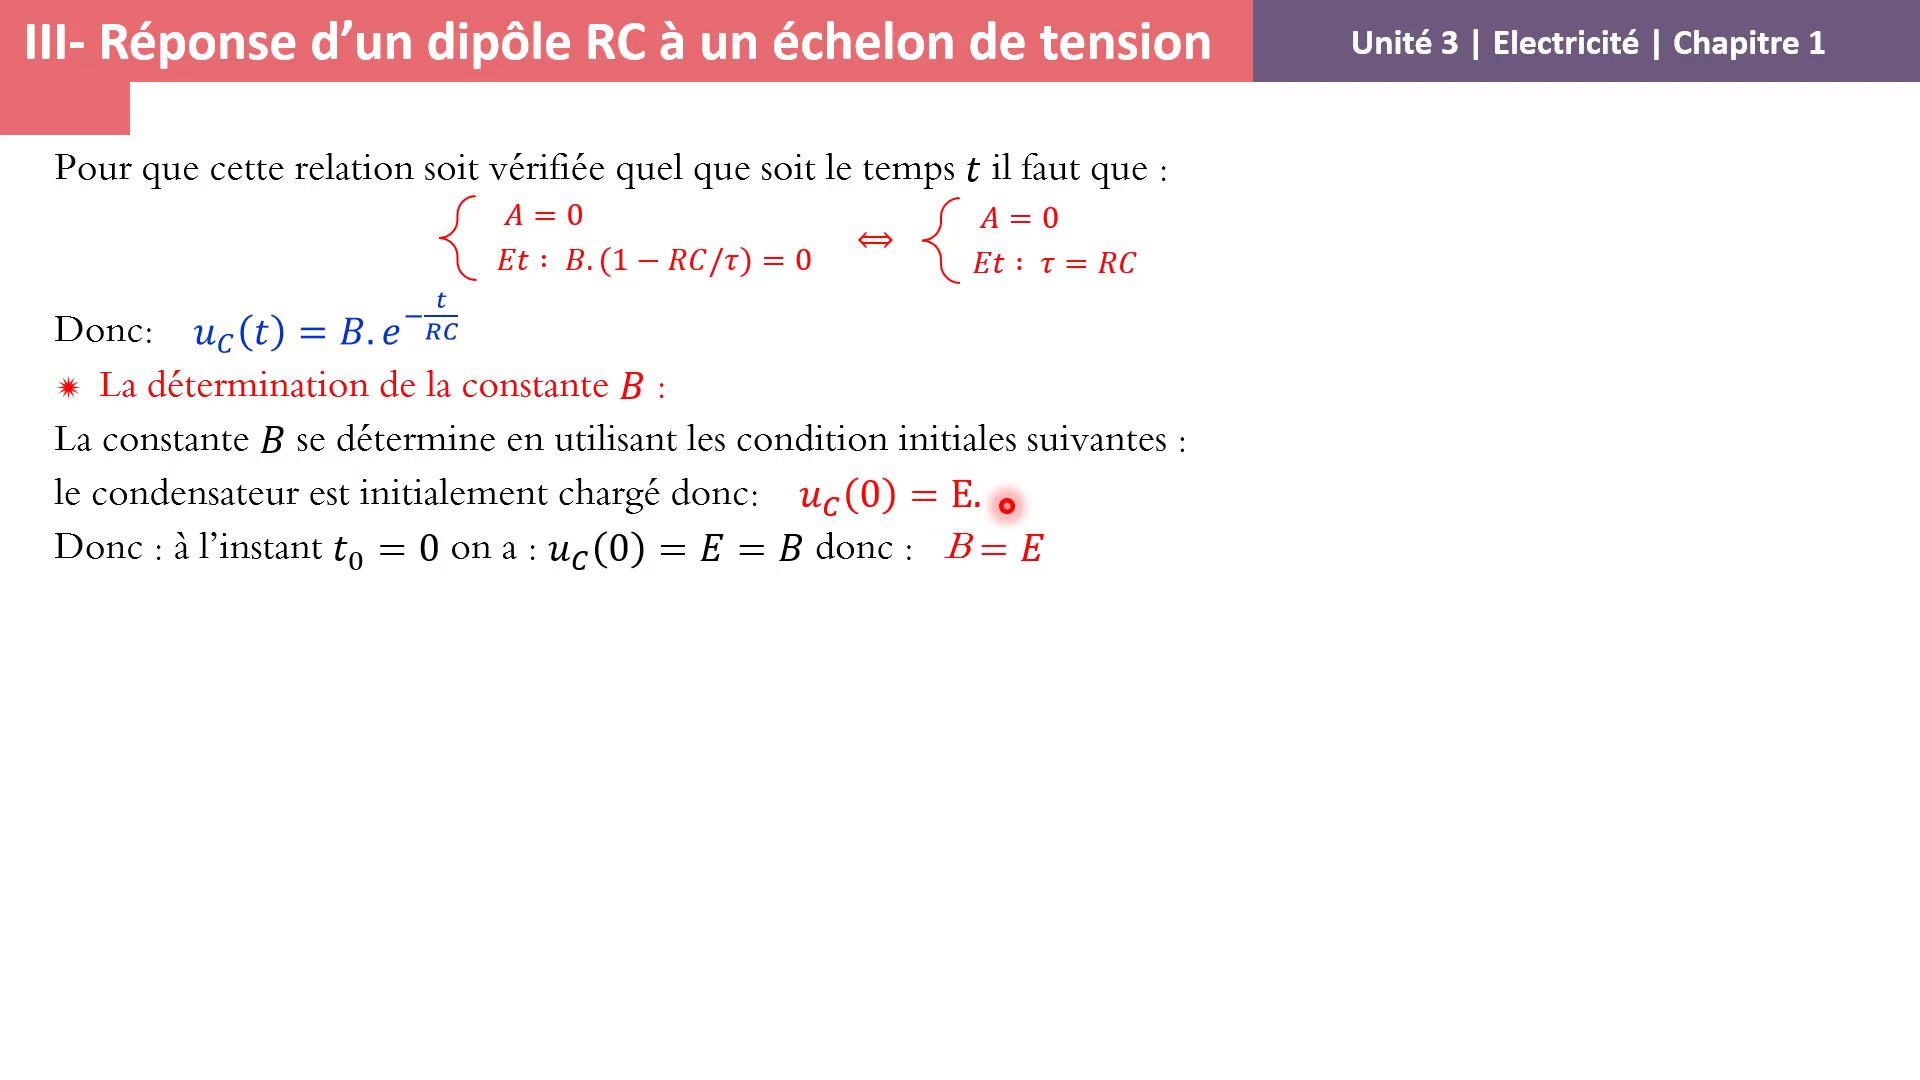 III- Réponse d’un dipôle RC à un échelon de tension
Unité 3 | Electricité | Chapitre 1
Pour que cette relation soit vérifiée quel que soit le temps t il faut que :
{ A = 0 ⟺ { A = 0
Et : B.(1 − RC/τ) = 0 Et : τ = RC
Donc: u_C(t) = B.e^{−t/RC}
✹ La détermination de la constante B :
La constante B se détermine en utilisant les condition initiales suivantes :
le condensateur est initialement chargé donc: u_C(0) = E.
Donc : à l’instant t₀ = 0 on a : u_C(0) = E = B donc : B = E